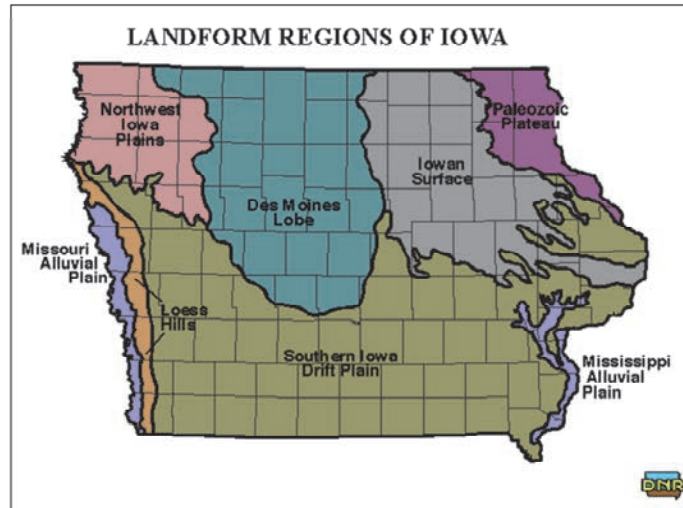 LANDFORM REGIONS OF IOWA
Northwest
Iowa
Plains
Paleozoic
Plateau
Iowan
Surface
Des Moines
Lobe
Missouri
Alluvial
Plain
Loess
Hills
Southern Iowa
Drift Plain
Mississippi
Alluvial
Plain
DNR